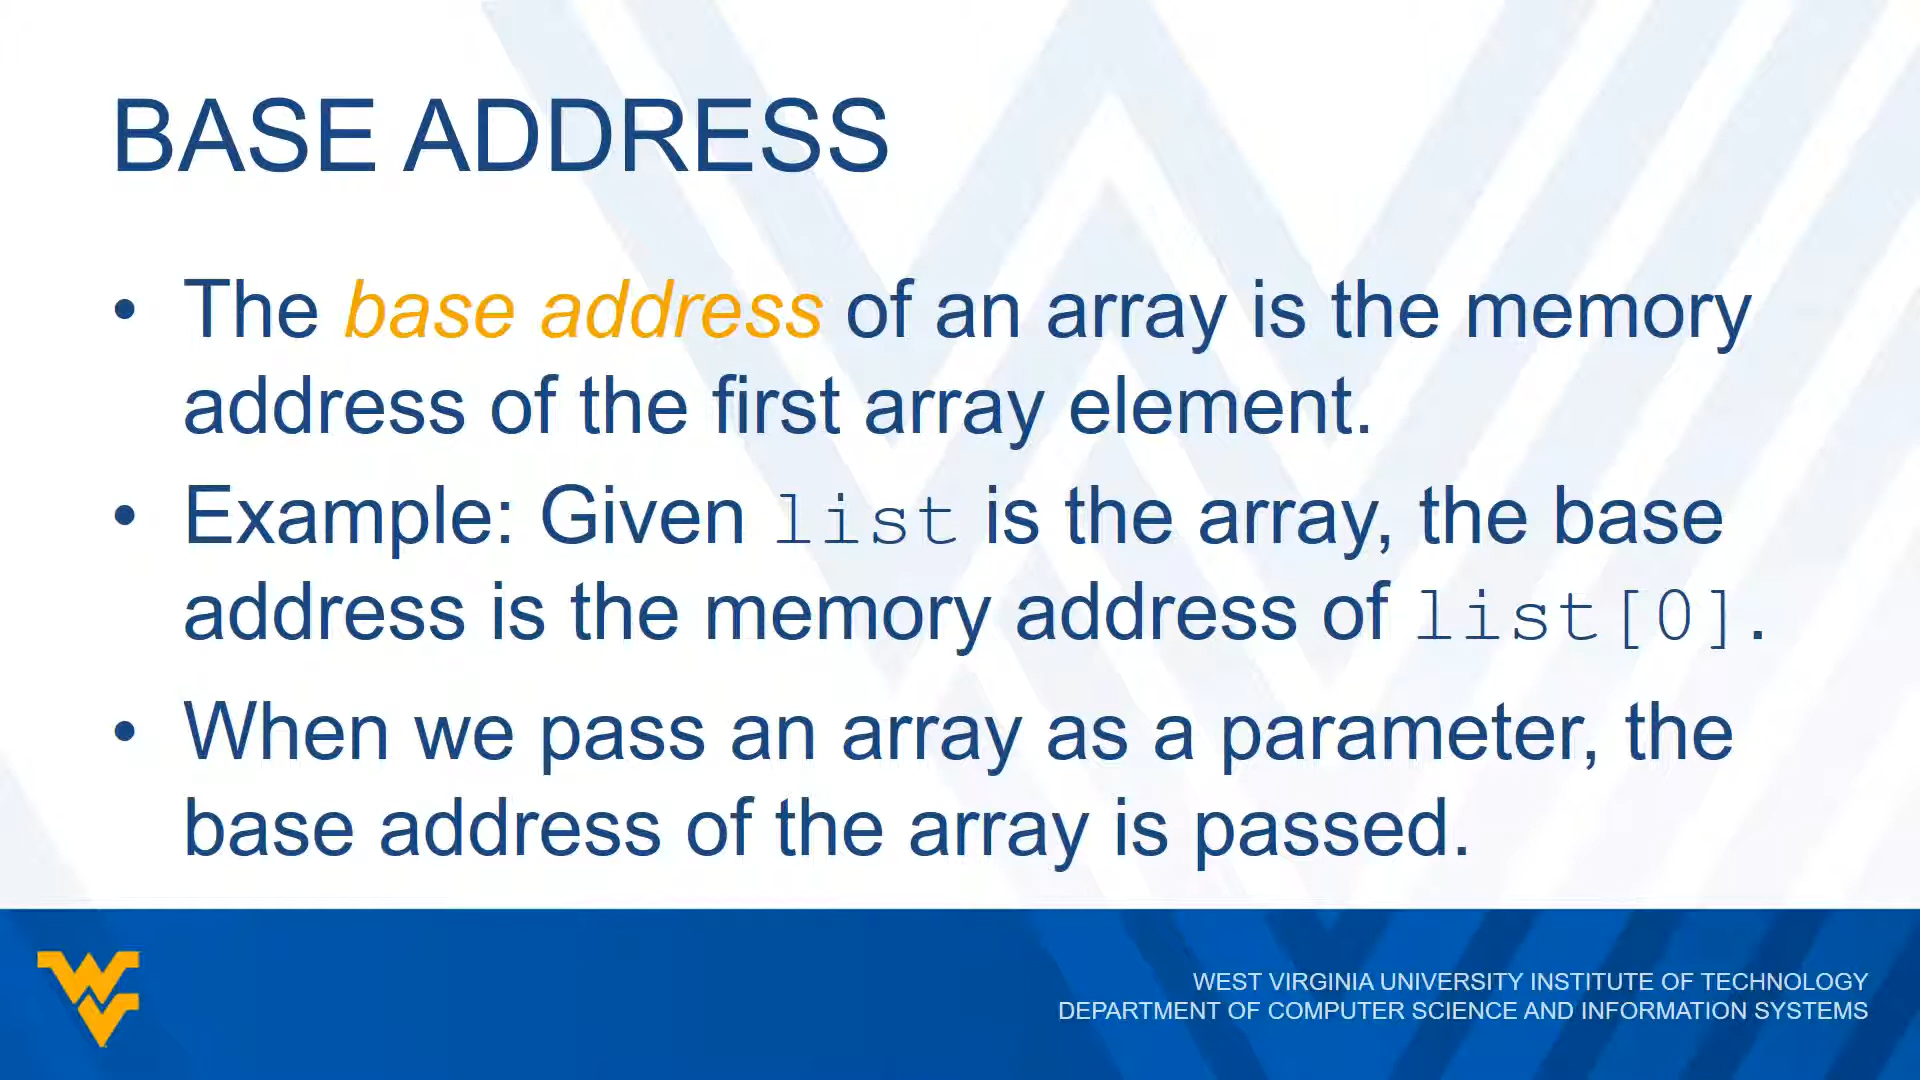 BASE ADDRESS
• The base address of an array is the memory
address of the first array element.
• Example: Given list is the array, the base
address is the memory address of list[0].
• When we pass an array as a parameter, the
base address of the array is passed.
WEST VIRGINIA UNIVERSITY INSTITUTE OF TECHNOLOGY
DEPARTMENT OF COMPUTER SCIENCE AND INFORMATION SYSTEMS